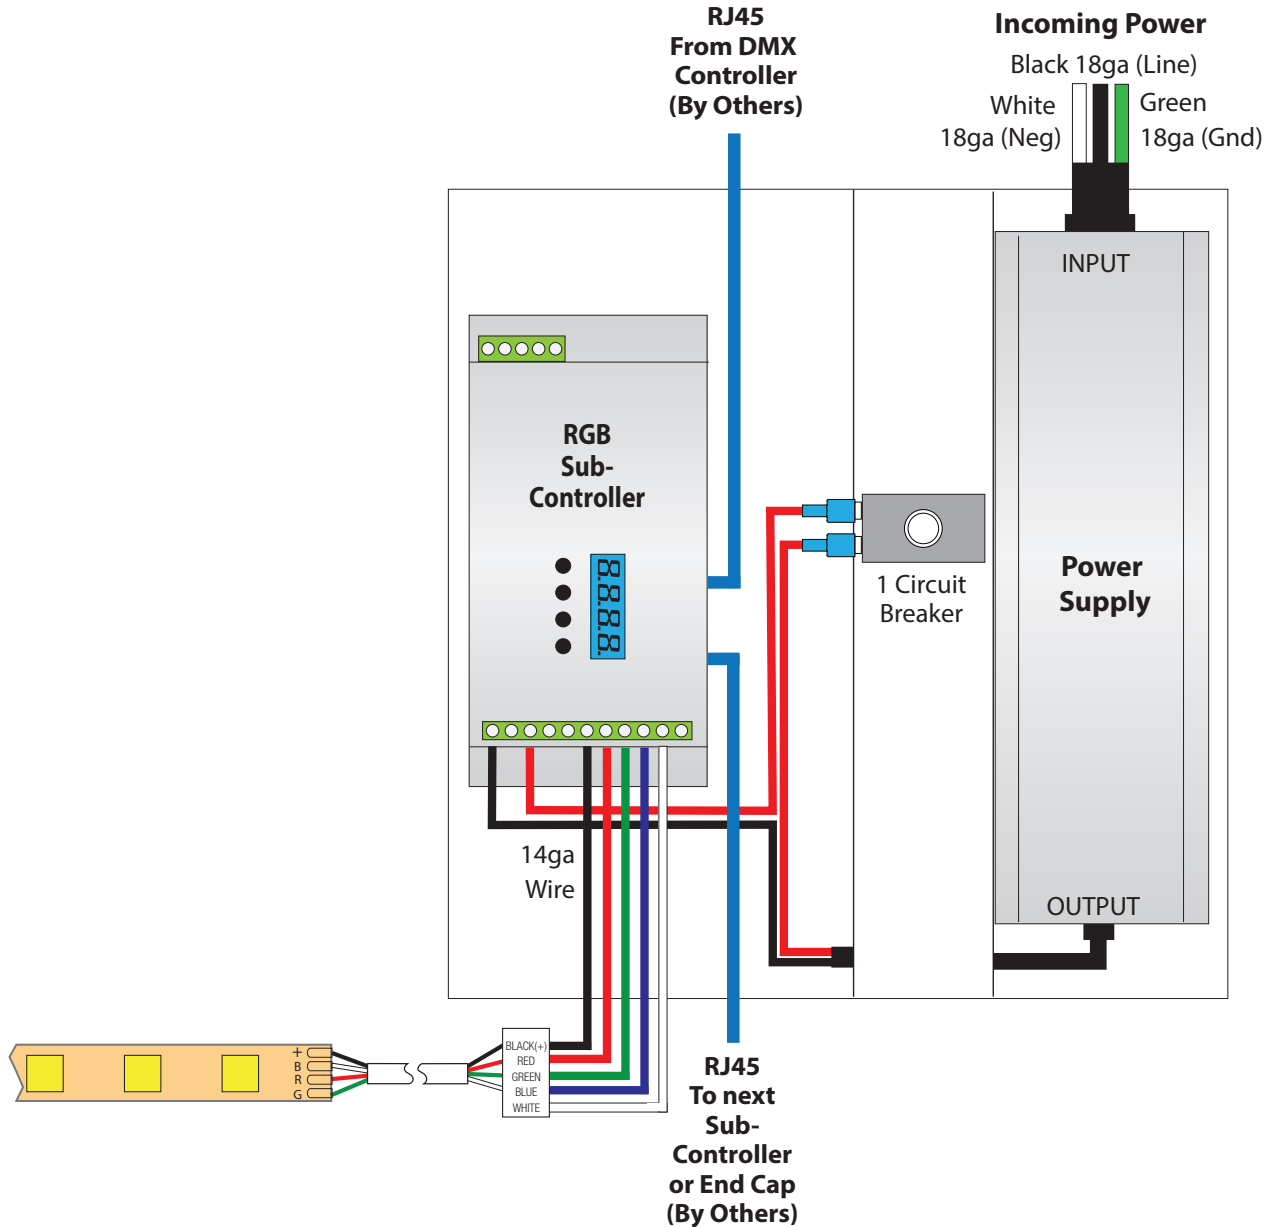 RJ45
From DMX
Controller
(By Others)
Incoming Power
Black 18ga (Line)
White
18ga (Neg)
Green
18ga (Gnd)
INPUT
RGB
Sub-
Controller
8.8.8.8.
1 Circuit
Breaker
Power
Supply
14ga
Wire
OUTPUT
+
B
R
G
BLACK(+)
RED
GREEN
BLUE
WHITE
RJ45
To next
Sub-
Controller
or End Cap
(By Others)